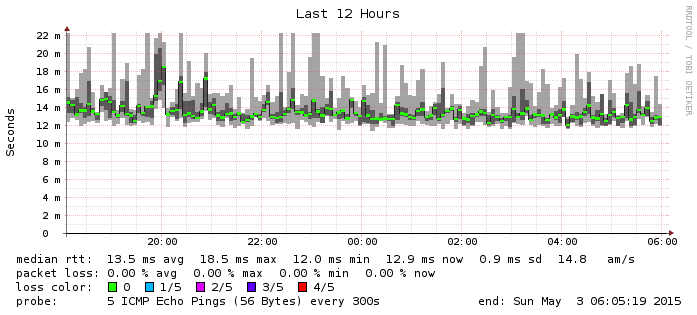 Last 12 Hours
RRDTOOL / TOBI OETIKER
Seconds
22 m
20 m
18 m
16 m
14 m
12 m
10 m
8 m
6 m
4 m
2 m
0
20:00 22:00 00:00 02:00 04:00 06:00
median rtt: 13.5 ms avg 18.5 ms max 12.0 ms min 12.9 ms now 0.9 ms sd 14.8 am/s
packet loss: 0.00 % avg 0.00 % max 0.00 % min 0.00 % now
loss color: 0 1/5 2/5 3/5 4/5
probe: 5 ICMP Echo Pings (56 Bytes) every 300s end: Sun May 3 06:05:19 2015